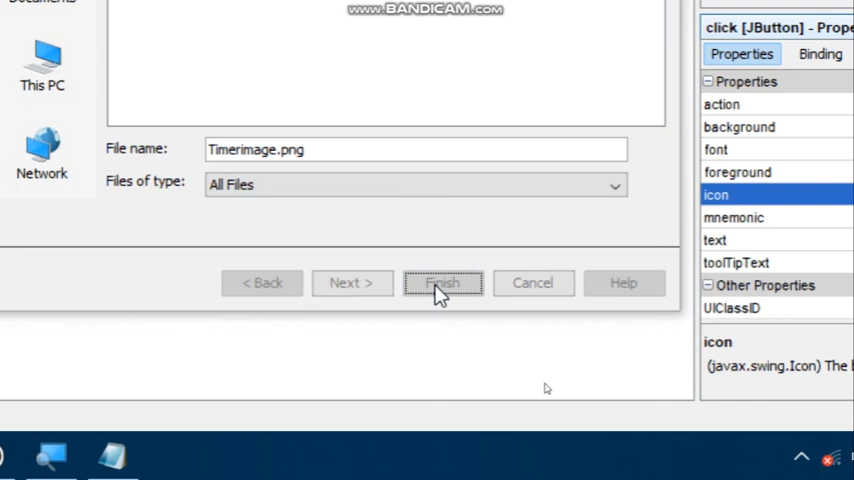 www.BANDICAM.com
This PC
Network
File name:
Timerimage.png
Files of type:
All Files
< Back
Next >
Finish
Cancel
Help
click [JButton] - Prope
Properties
Binding
Properties
action
background
font
foreground
icon
mnemonic
text
toolTipText
Other Properties
UIClassID
icon
(javax.swing.Icon) The b